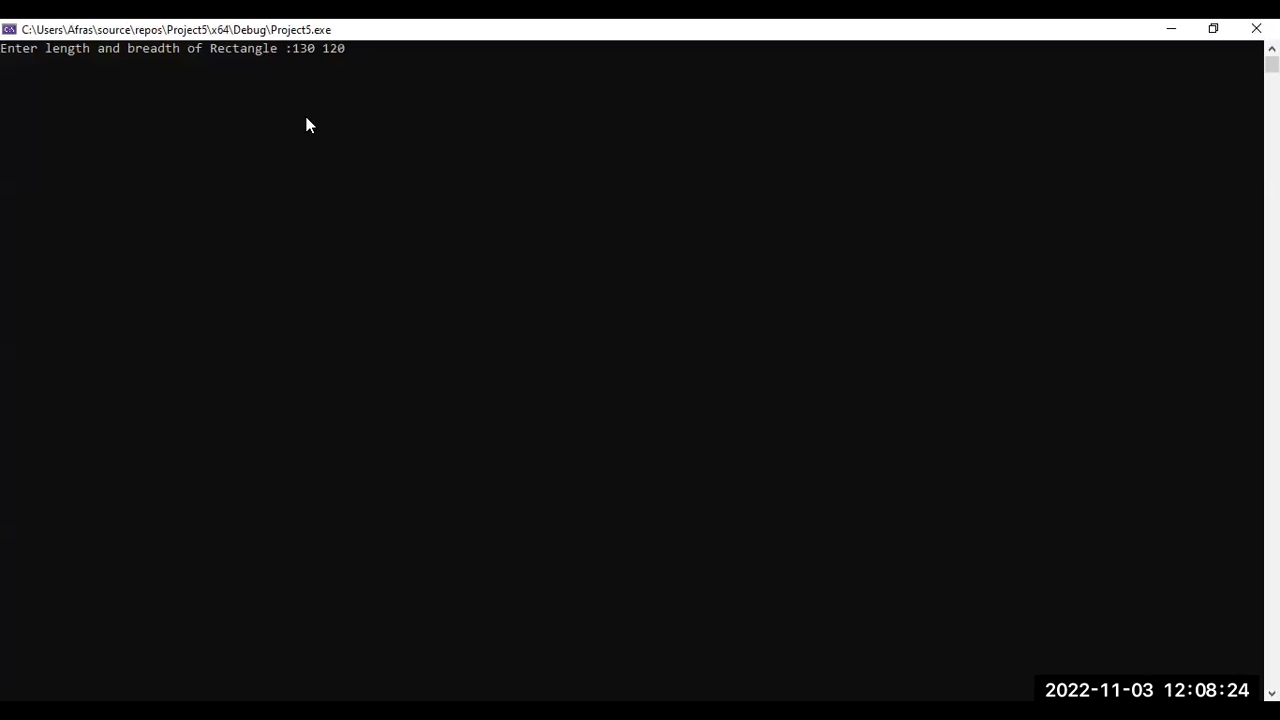 C:\Users\Afras\source\repos\Project5\x64\Debug\Project5.exe
Enter length and breadth of Rectangle :130 120
2022-11-03 12:08:24